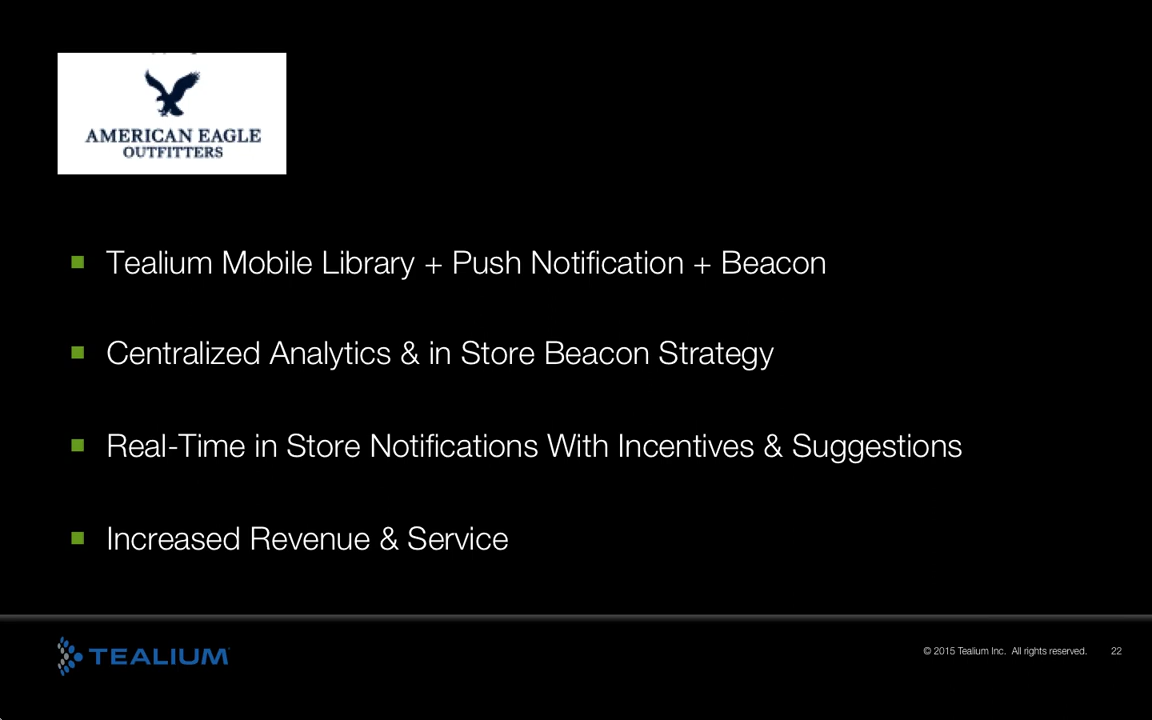 AMERICAN EAGLE
OUTFITTERS
Tealium Mobile Library + Push Notification + Beacon
Centralized Analytics & in Store Beacon Strategy
Real-Time in Store Notifications With Incentives & Suggestions
Increased Revenue & Service
TEALIUM
© 2015 Tealium Inc. All rights reserved. 22